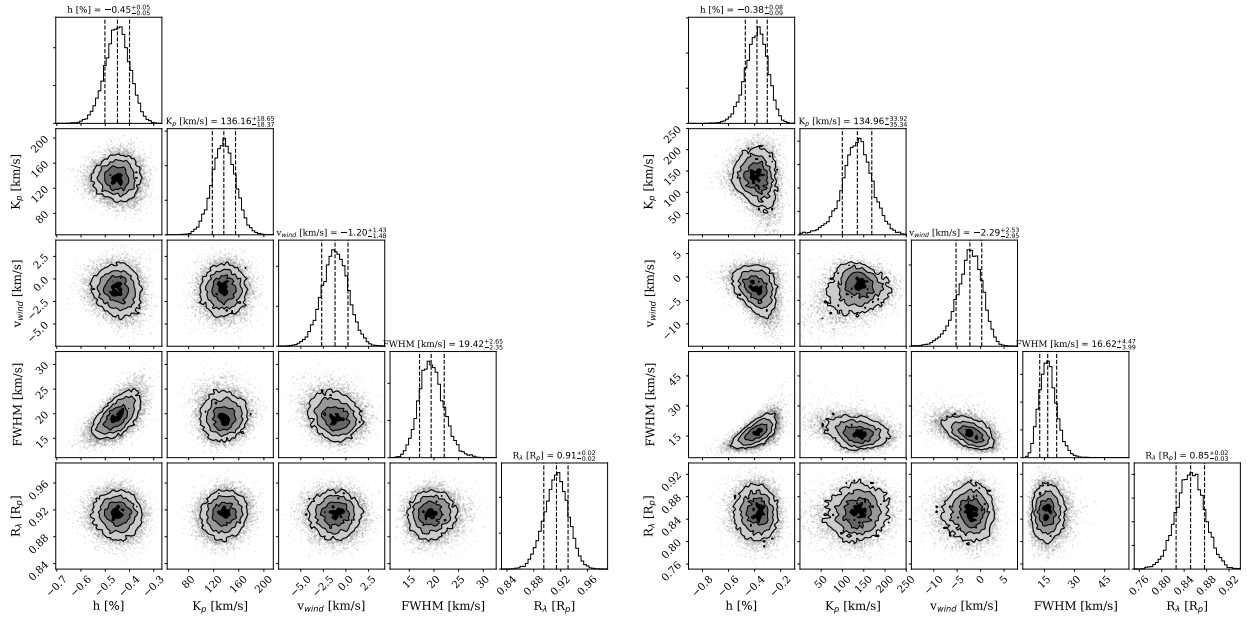 h [%] = −0.45+0.05 −0.05
K_p [km/s] = 136.16+18.65 −18.37
v_wind [km/s] = −1.20+1.43 −1.48
FWHM [km/s] = 19.42+2.65 −2.35
R_λ [R_p] = 0.91+0.02 −0.02
K_p [km/s]
200
160
120
80
v_wind [km/s]
2.5
0.0
−2.5
−5.0
FWHM [km/s]
30
25
20
15
R_λ [R_p]
0.96
0.92
0.88
0.84
−0.7 −0.6 −0.5 −0.4 −0.3
h [%]
80 120 160 200
K_p [km/s]
−5.0 −2.5 0.0 2.5
v_wind [km/s]
15 20 25 30
FWHM [km/s]
0.84 0.88 0.92 0.96
R_λ [R_p]
h [%] = −0.38+0.08 −0.09
K_p [km/s] = 134.96+33.92 −35.34
v_wind [km/s] = −2.29+2.53 −2.95
FWHM [km/s] = 16.62+4.47 −3.99
R_λ [R_p] = 0.85+0.02 −0.03
K_p [km/s]
250
200
150
100
50
v_wind [km/s]
5
0
−5
−10
FWHM [km/s]
45
30
15
R_λ [R_p]
0.92
0.88
0.84
0.80
0.76
−0.8 −0.6 −0.4 −0.2
h [%]
50 100 150 200 250
K_p [km/s]
−10 −5 0 5
v_wind [km/s]
15 30 45
FWHM [km/s]
0.76 0.80 0.84 0.88 0.92
R_λ [R_p]